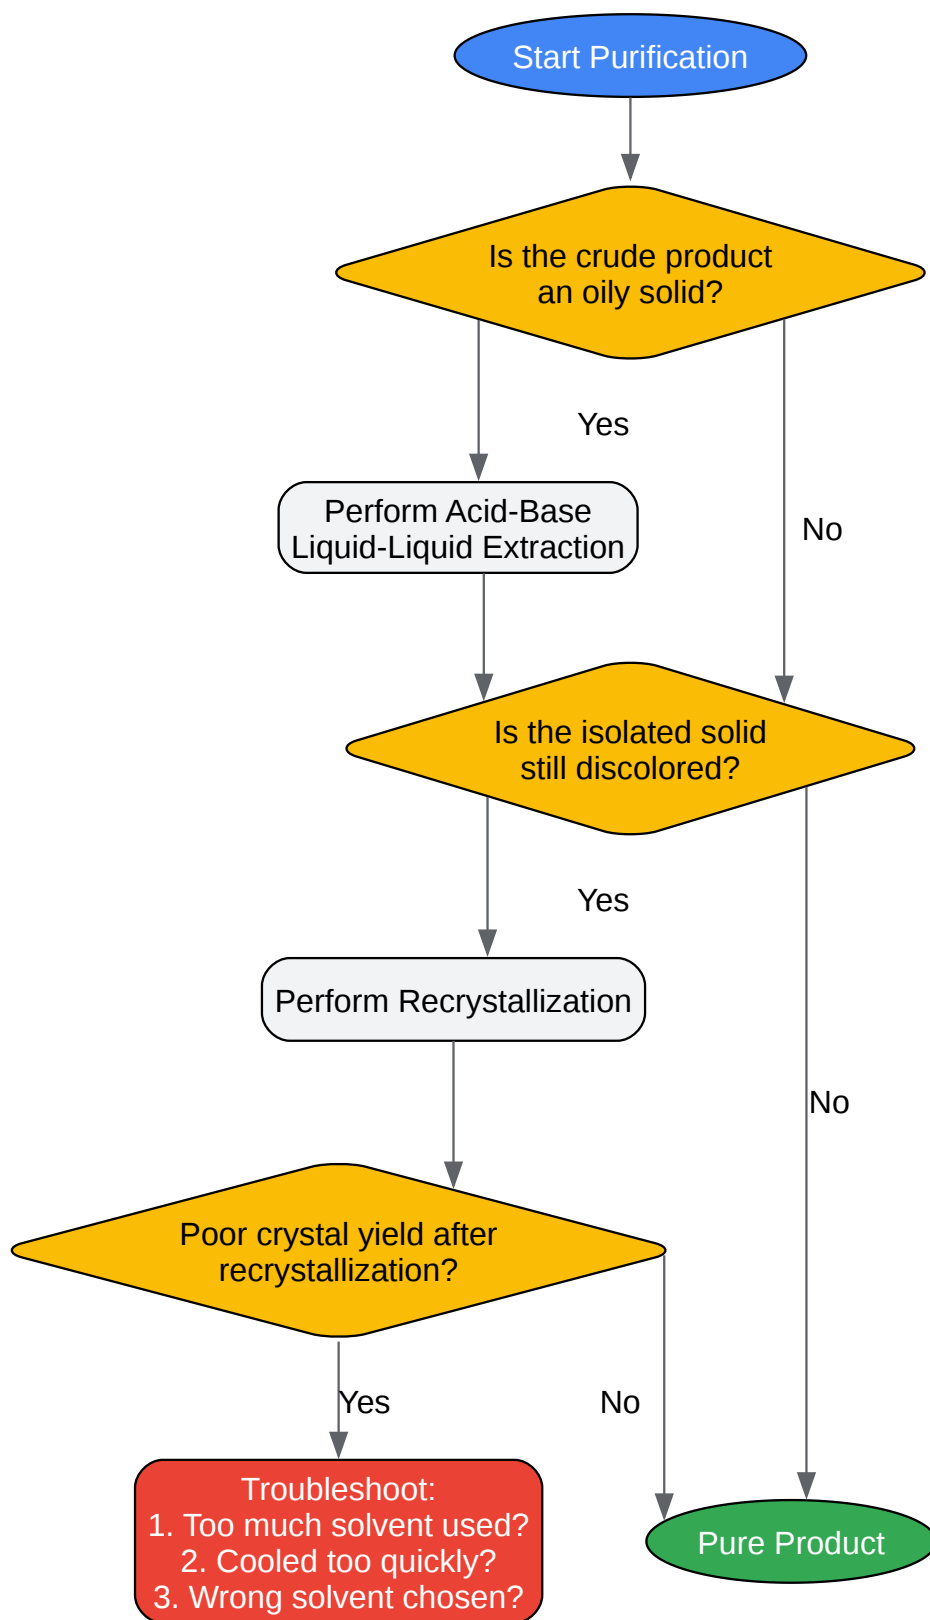 Start Purification
Is the crude product
an oily solid?
Yes
Perform Acid-Base
Liquid-Liquid Extraction
No
Is the isolated solid
still discolored?
Yes
Perform Recrystallization
No
Poor crystal yield after
recrystallization?
Yes
No
Troubleshoot:
1. Too much solvent used?
2. Cooled too quickly?
3. Wrong solvent chosen?
Pure Product